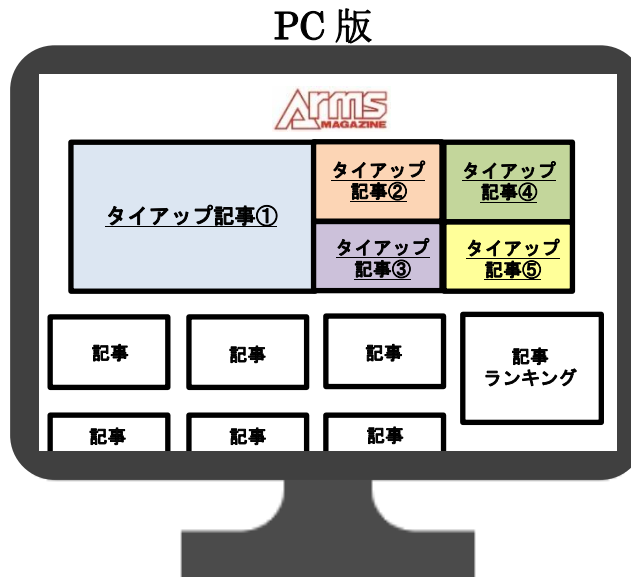 PC 版
Arms
MAGAZINE
タイアップ記事①
タイアップ
記事②
タイアップ
記事④
タイアップ
記事③
タイアップ
記事⑤
記事
記事
記事
記事
ランキング
記事
記事
記事